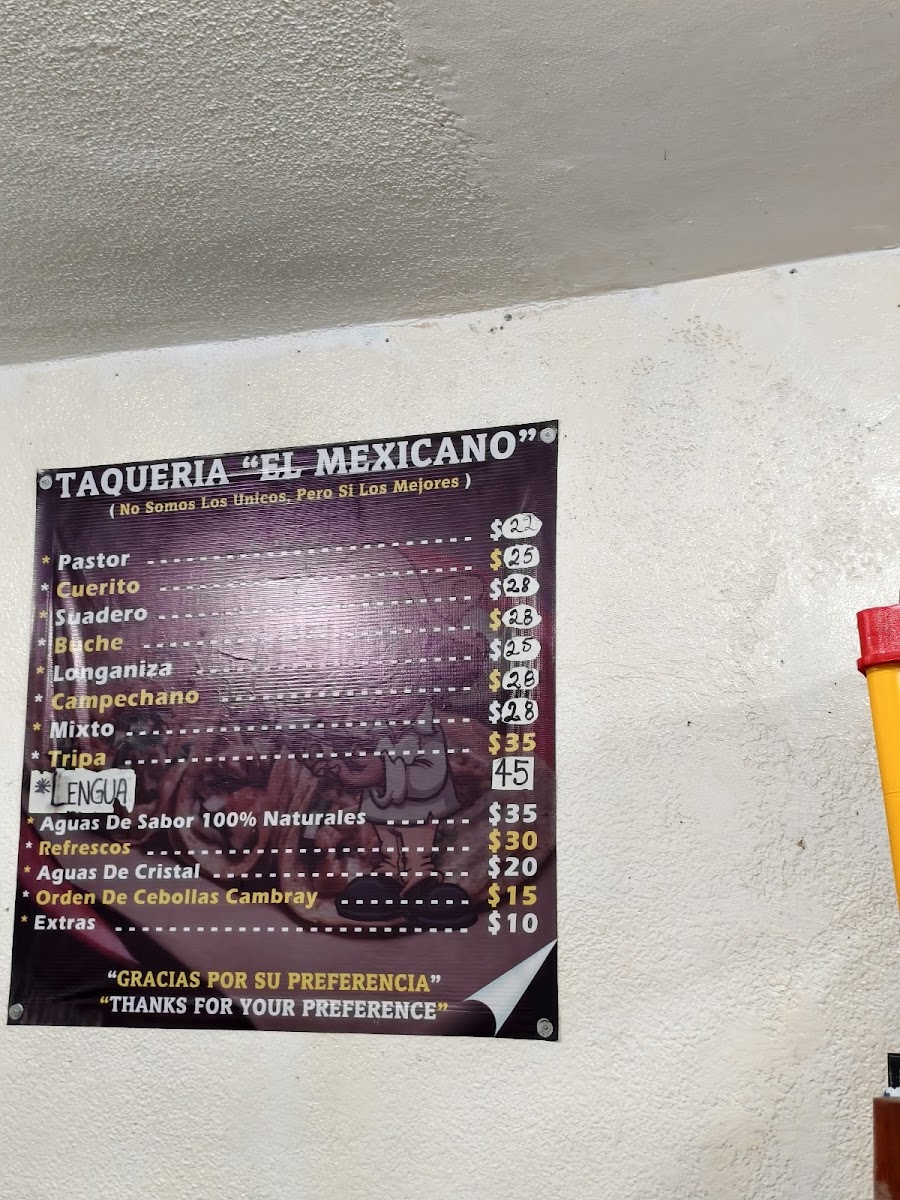 TAQUERIA "EL MEXICANO"
( No Somos Los Unicos, Pero Si Los Mejores )
* Pastor $22
* Cuerito $25
* Suadero $28
* Buche $28
* Longaniza $25
* Campechano $28
* Mixto $28
* Tripa $35
* LENGUA 45
* Aguas De Sabor 100% Naturales $35
* Refrescos $30
* Aguas De Cristal $20
* Orden De Cebollas Cambray $15
* Extras $10
"GRACIAS POR SU PREFERENCIA"
"THANKS FOR YOUR PREFERENCE"